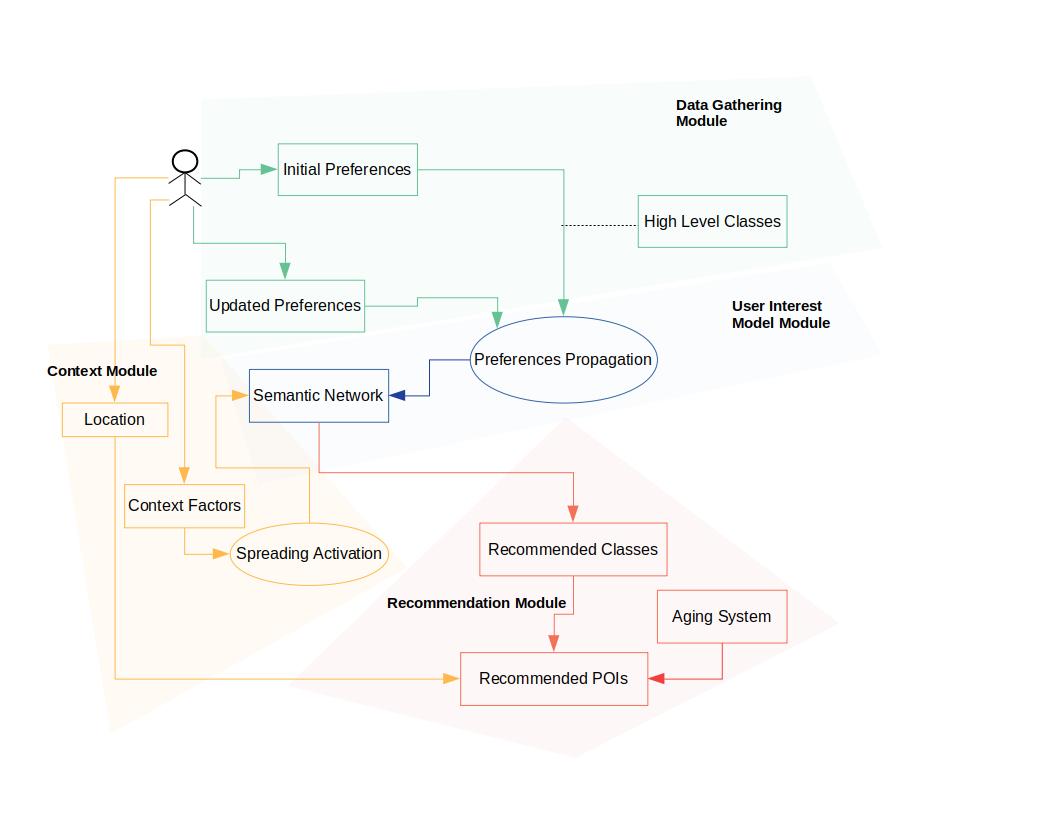 Data Gathering
Module
Initial Preferences
High Level Classes
Updated Preferences
User Interest
Model Module
Preferences Propagation
Context Module
Semantic Network
Location
Context Factors
Spreading Activation
Recommended Classes
Recommendation Module
Aging System
Recommended POIs